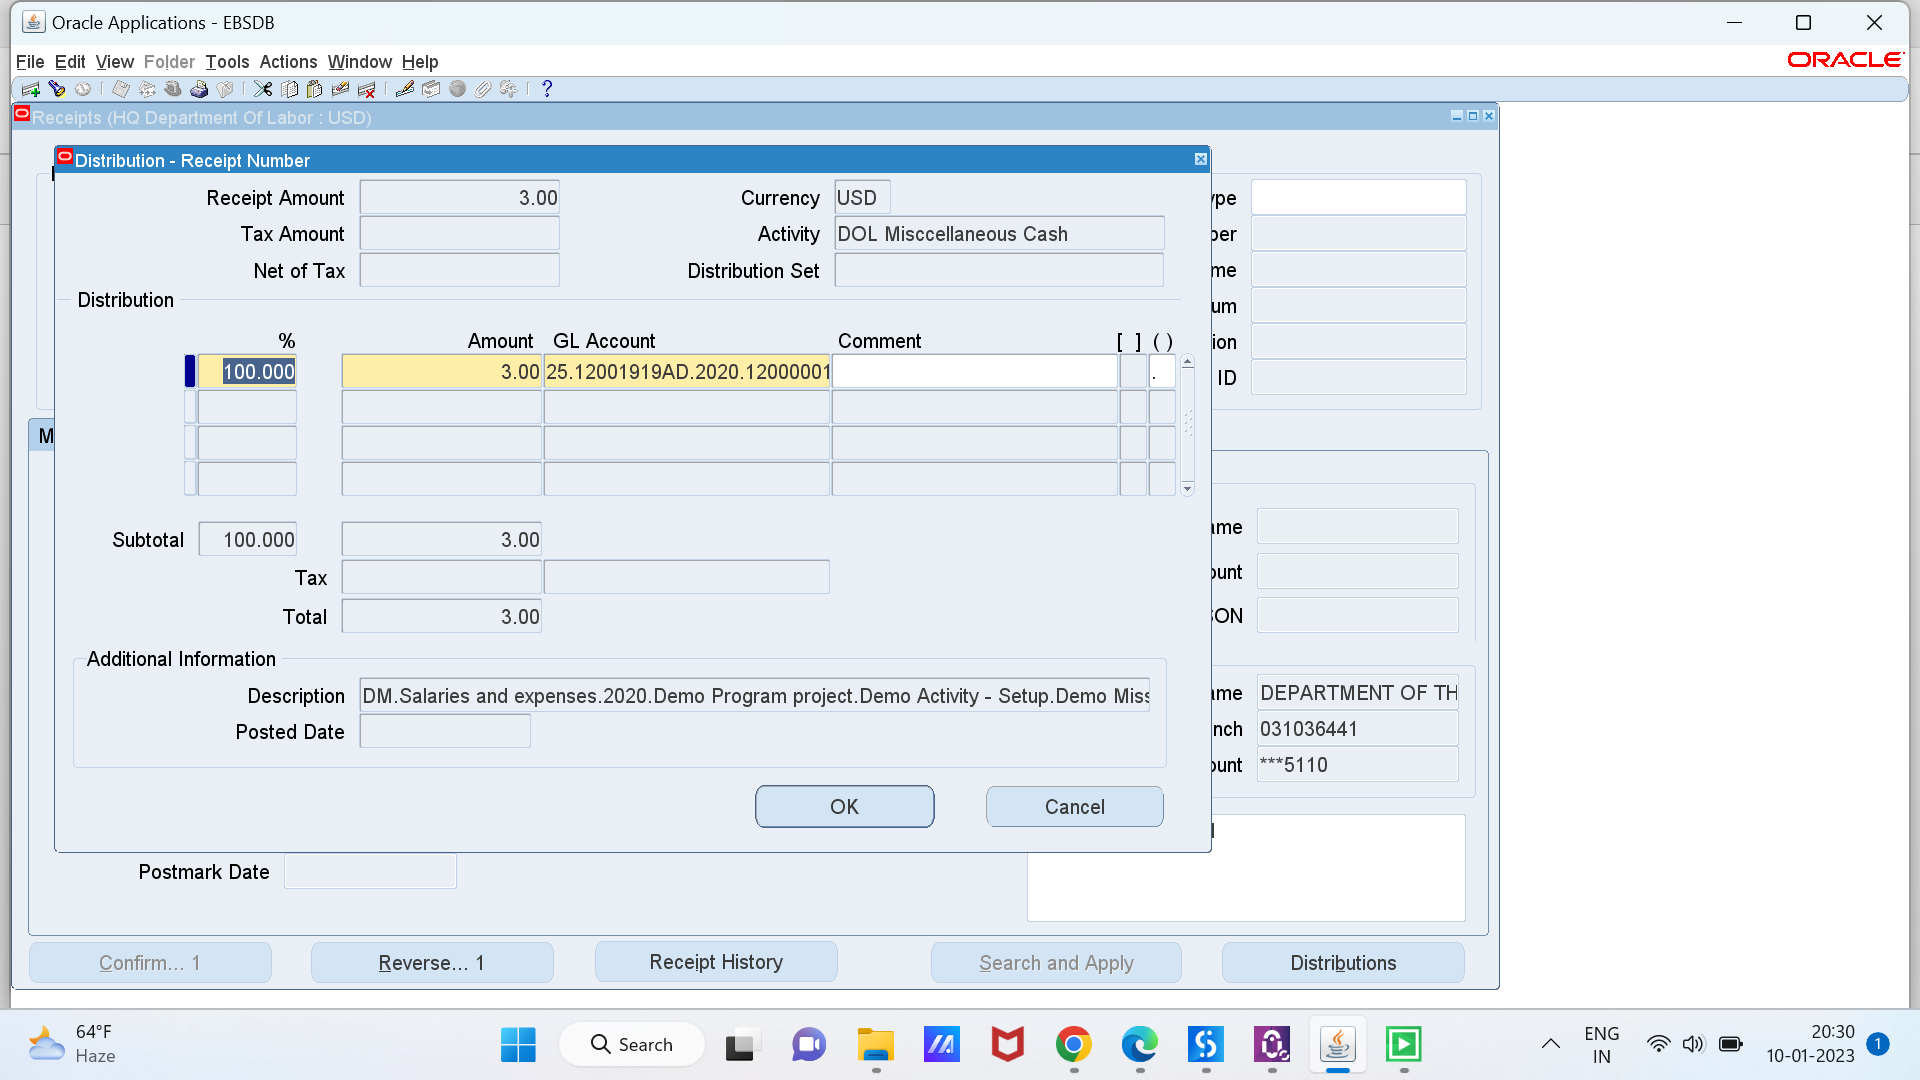 Oracle Applications - EBSDB
File Edit View Folder Tools Actions Window Help
ORACLE
Receipts (HQ Department Of Labor : USD)
Distribution - Receipt Number
Receipt Amount 3.00 Currency USD
Tax Amount Activity DOL Misccellaneous Cash
Net of Tax Distribution Set
Distribution
% Amount GL Account Comment [ ] ( )
100.000 3.00 25.12001919AD.2020.12000001 .
Subtotal 100.000 3.00
Tax
Total 3.00
Additional Information
Description DM.Salaries and expenses.2020.Demo Program project.Demo Activity - Setup.Demo Miss
Posted Date
OK Cancel
ype
ber
me
um
ion
ID
M
ame
ount
SON
ame DEPARTMENT OF TH
nch 031036441
ount ***5110
Postmark Date
Confirm... 1 Reverse... 1 Receipt History Search and Apply Distributions
64°F
Haze
Search
ENG
IN
20:30
10-01-2023
1